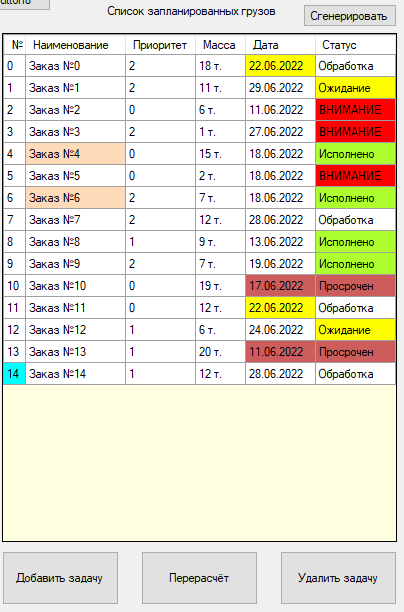 Список запланированных грузов
Сгенерировать
№ Наименование Приоритет Масса Дата Статус
0 Заказ №0 2 18 т. 22.06.2022 Обработка
1 Заказ №1 2 11 т. 29.06.2022 Ожидание
2 Заказ №2 0 6 т. 11.06.2022 ВНИМАНИЕ
3 Заказ №3 2 1 т. 27.06.2022 ВНИМАНИЕ
4 Заказ №4 0 15 т. 18.06.2022 Исполнено
5 Заказ №5 0 2 т. 18.06.2022 ВНИМАНИЕ
6 Заказ №6 2 7 т. 18.06.2022 Исполнено
7 Заказ №7 2 12 т. 28.06.2022 Обработка
8 Заказ №8 1 9 т. 13.06.2022 Исполнено
9 Заказ №9 2 7 т. 19.06.2022 Исполнено
10 Заказ №10 0 19 т. 17.06.2022 Просрочен
11 Заказ №11 0 12 т. 22.06.2022 Обработка
12 Заказ №12 1 6 т. 24.06.2022 Ожидание
13 Заказ №13 1 20 т. 11.06.2022 Просрочен
14 Заказ №14 1 12 т. 28.06.2022 Обработка
Добавить задачу
Перерасчёт
Удалить задачу